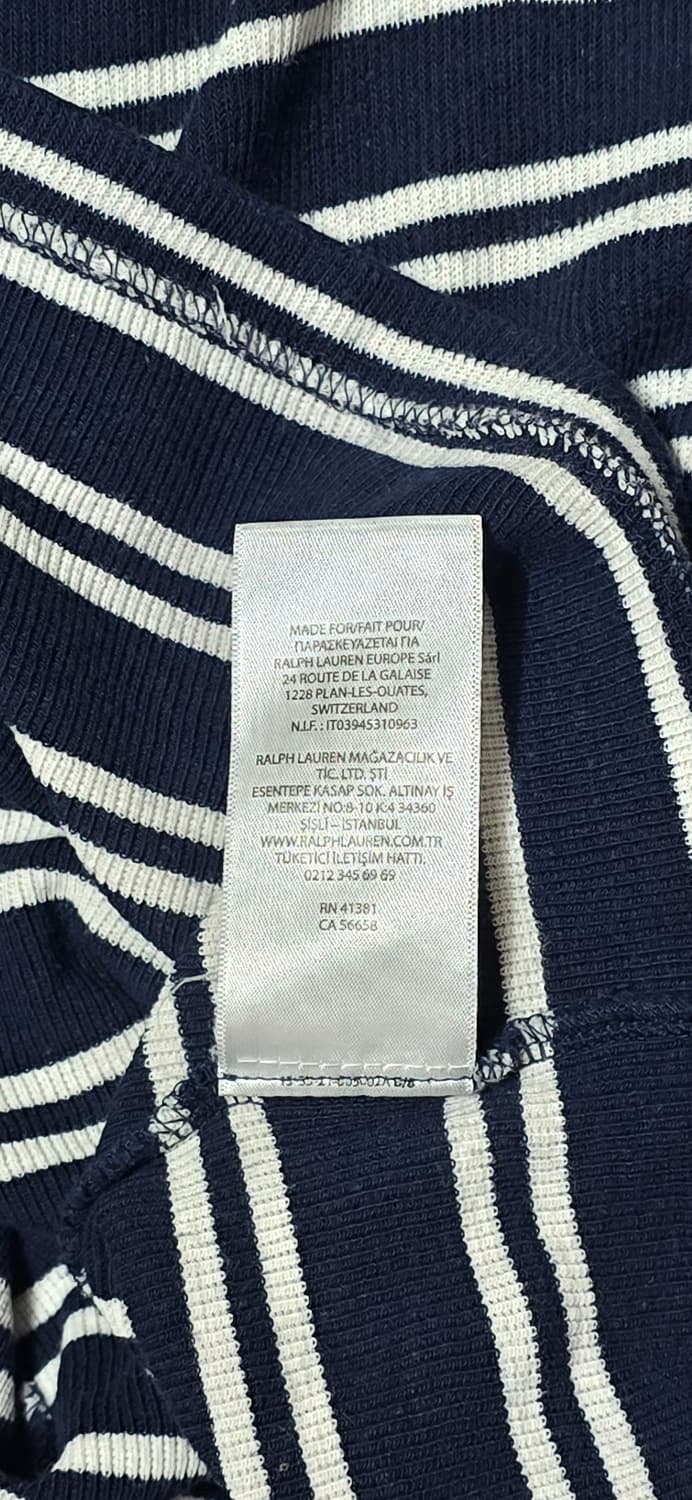 MADE FOR/FAIT POUR/
ΠΑΡΑΣΚΕΥΑΖΕΤΑΙ ΓΙΑ
RALPH LAUREN EUROPE Sàrl
24 ROUTE DE LA GALAISE
1228 PLAN-LES-OUATES,
SWITZERLAND
N.I.F. : IT03945310963
RALPH LAUREN MAĞAZACILIK VE
TİC. LTD. ŞTİ
ESENTEPE KASAP SOK. ALTINAY İŞ
MERKEZİ NO:8-10 K:4 34360
ŞİŞLİ – İSTANBUL
WWW.RALPHLAUREN.COM.TR
TÜKETİCİ İLETİŞİM HATTI.
0212 345 69 69
RN 41381
CA 56658